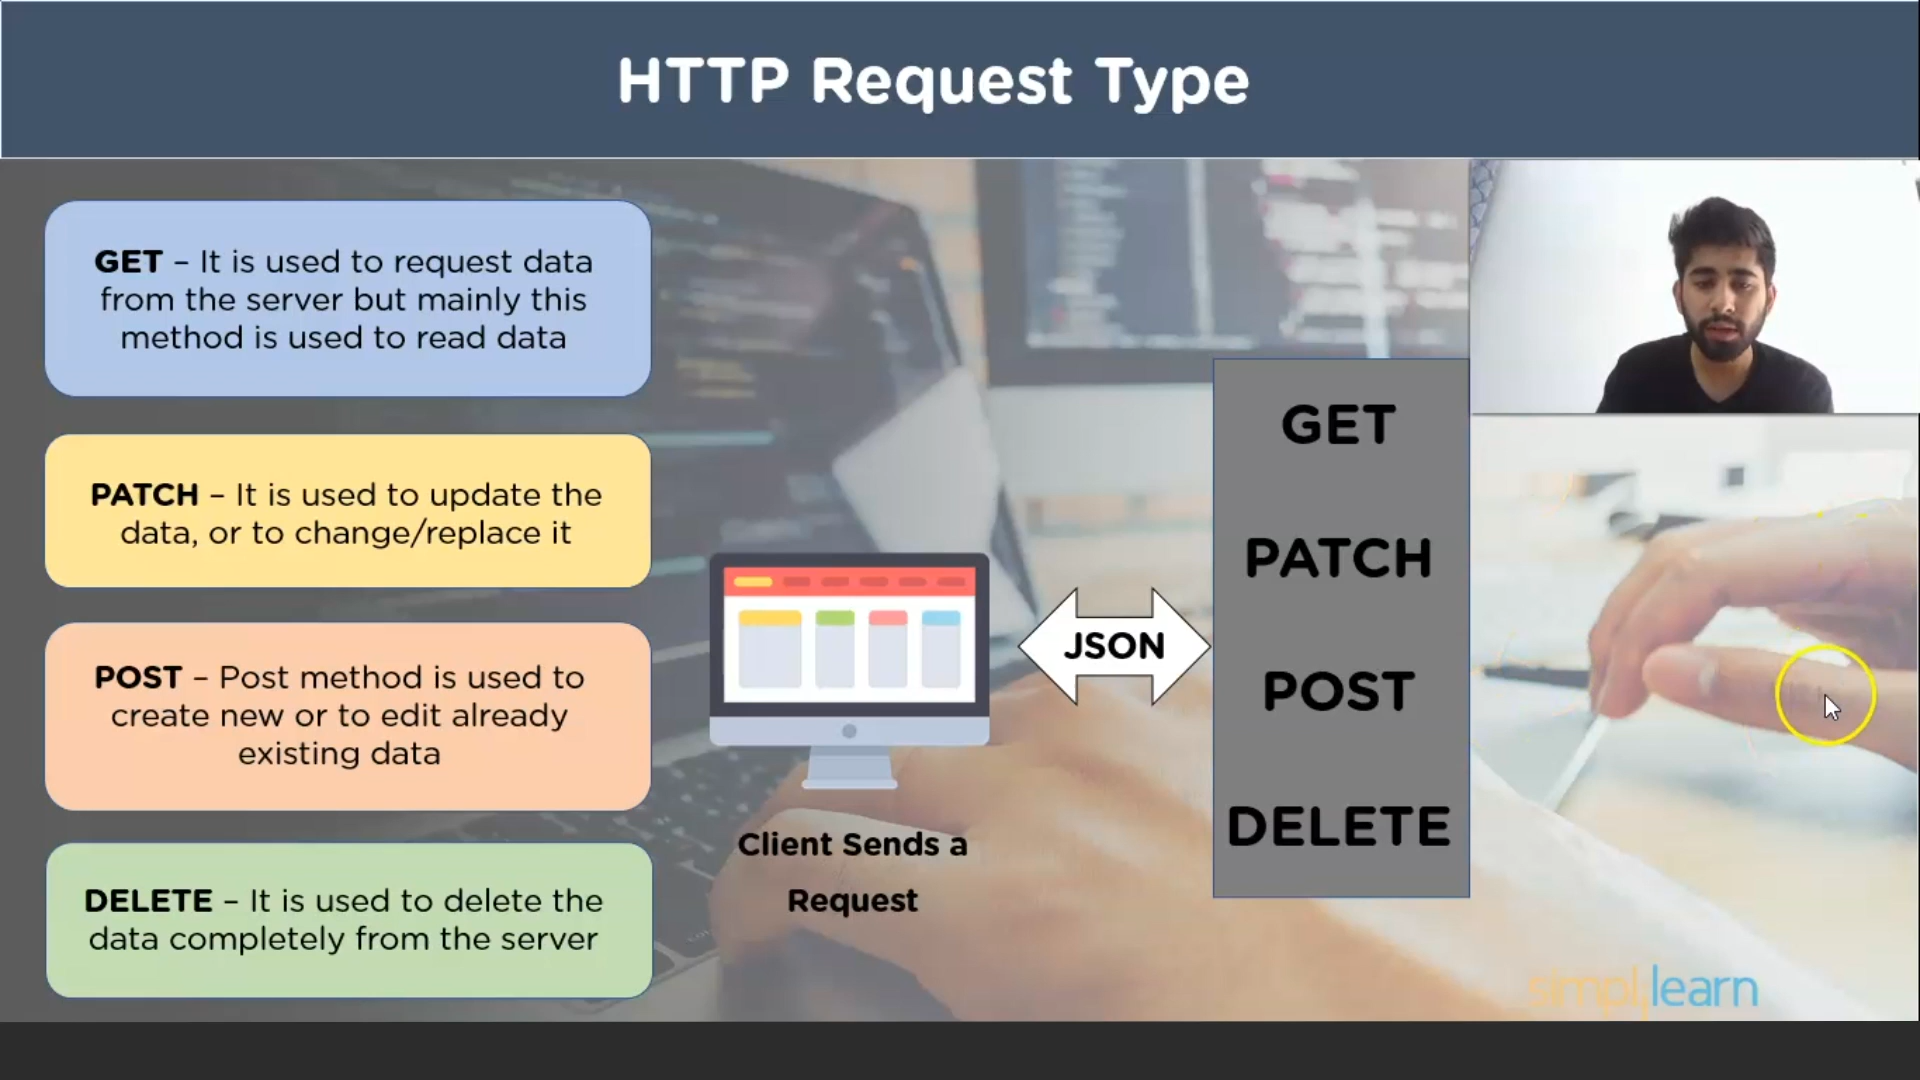 HTTP Request Type
GET – It is used to request data
from the server but mainly this
method is used to read data
PATCH – It is used to update the
data, or to change/replace it
POST – Post method is used to
create new or to edit already
existing data
DELETE – It is used to delete the
data completely from the server
Client Sends a
Request
JSON
GET
PATCH
POST
DELETE
simplilearn